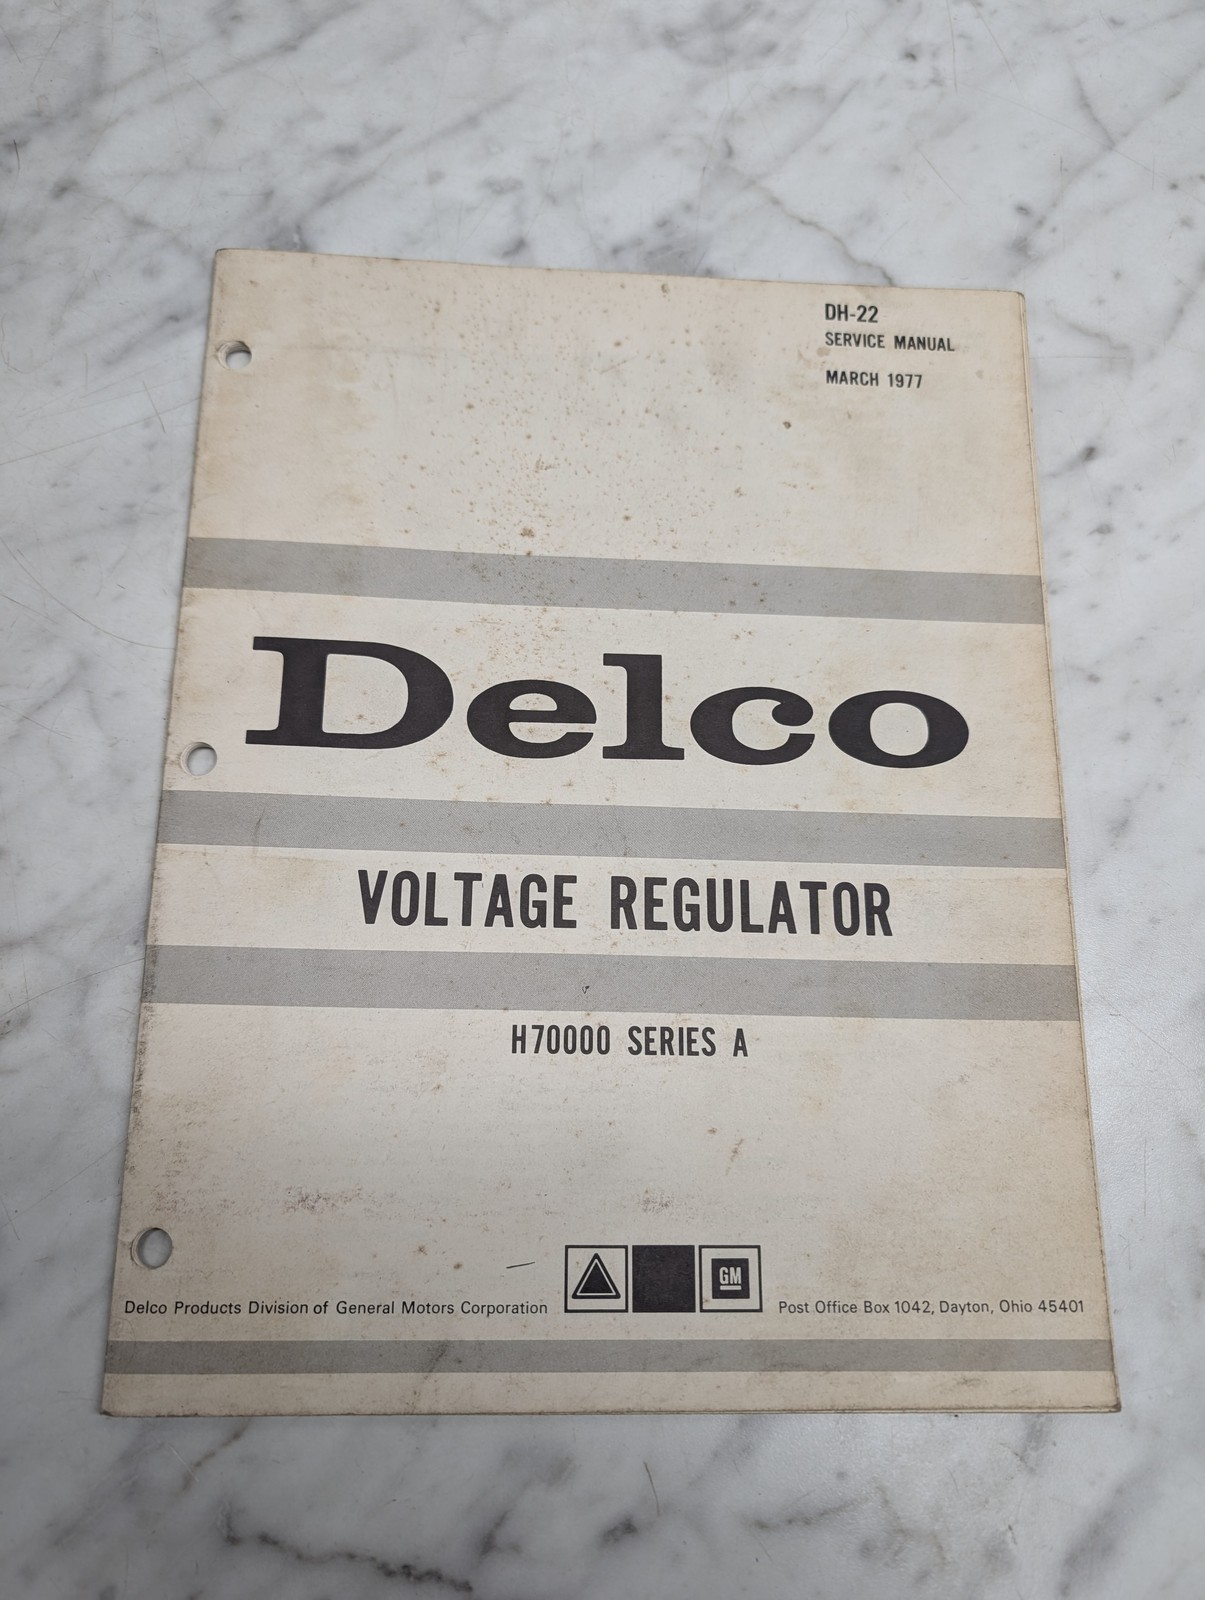 DH-22
SERVICE MANUAL
MARCH 1977
Delco
VOLTAGE REGULATOR
H70000 SERIES A
GM
Delco Products Division of General Motors Corporation
Post Office Box 1042, Dayton, Ohio 45401